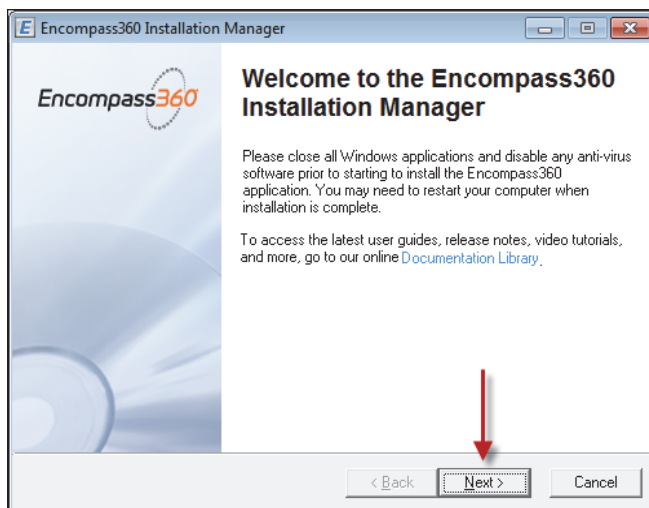 Encompass360 Installation Manager
Encompass360
Welcome to the Encompass360
Installation Manager
Please close all Windows applications and disable any anti-virus
software prior to starting to install the Encompass360
application. You may need to restart your computer when
installation is complete.
To access the latest user guides, release notes, video tutorials,
and more, go to our online Documentation Library.
< Back
Next >
Cancel